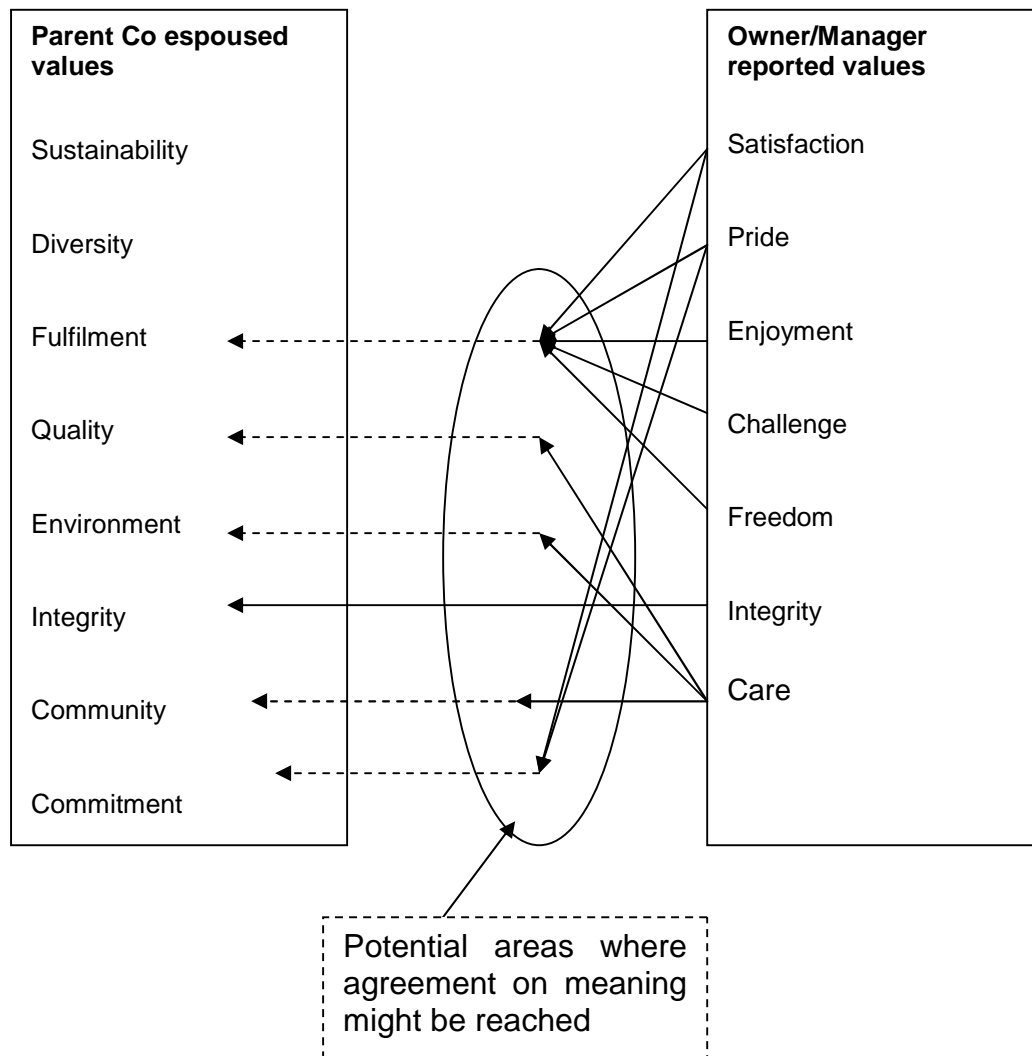 Parent Co espoused
values
Sustainability
Diversity
Fulfilment
Quality
Environment
Integrity
Community
Commitment
Owner/Manager
reported values
Satisfaction
Pride
Enjoyment
Challenge
Freedom
Integrity
Care
Potential areas where
agreement on meaning
might be reached